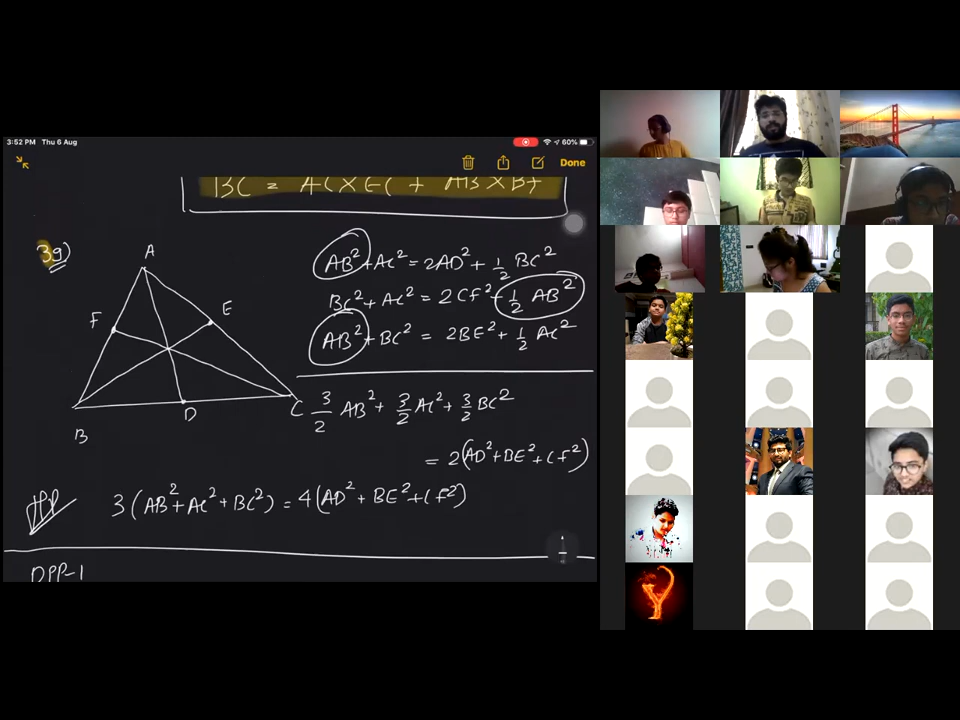 3:52 PM Thu 6 Aug
60%
Done
BC² = AC X EC + AB X BF
39)
A
F
E
B
D
C
AB² + AC² = 2AD² + 1/2 BC²
BC² + AC² = 2CF² + 1/2 AB²
AB² + BC² = 2BE² + 1/2 AC²
3/2 AB² + 3/2 AC² + 3/2 BC²
= 2(AD² + BE² + CF²)
HP 3(AB² + AC² + BC²) = 4(AD² + BE² + CF²)
DPP-1